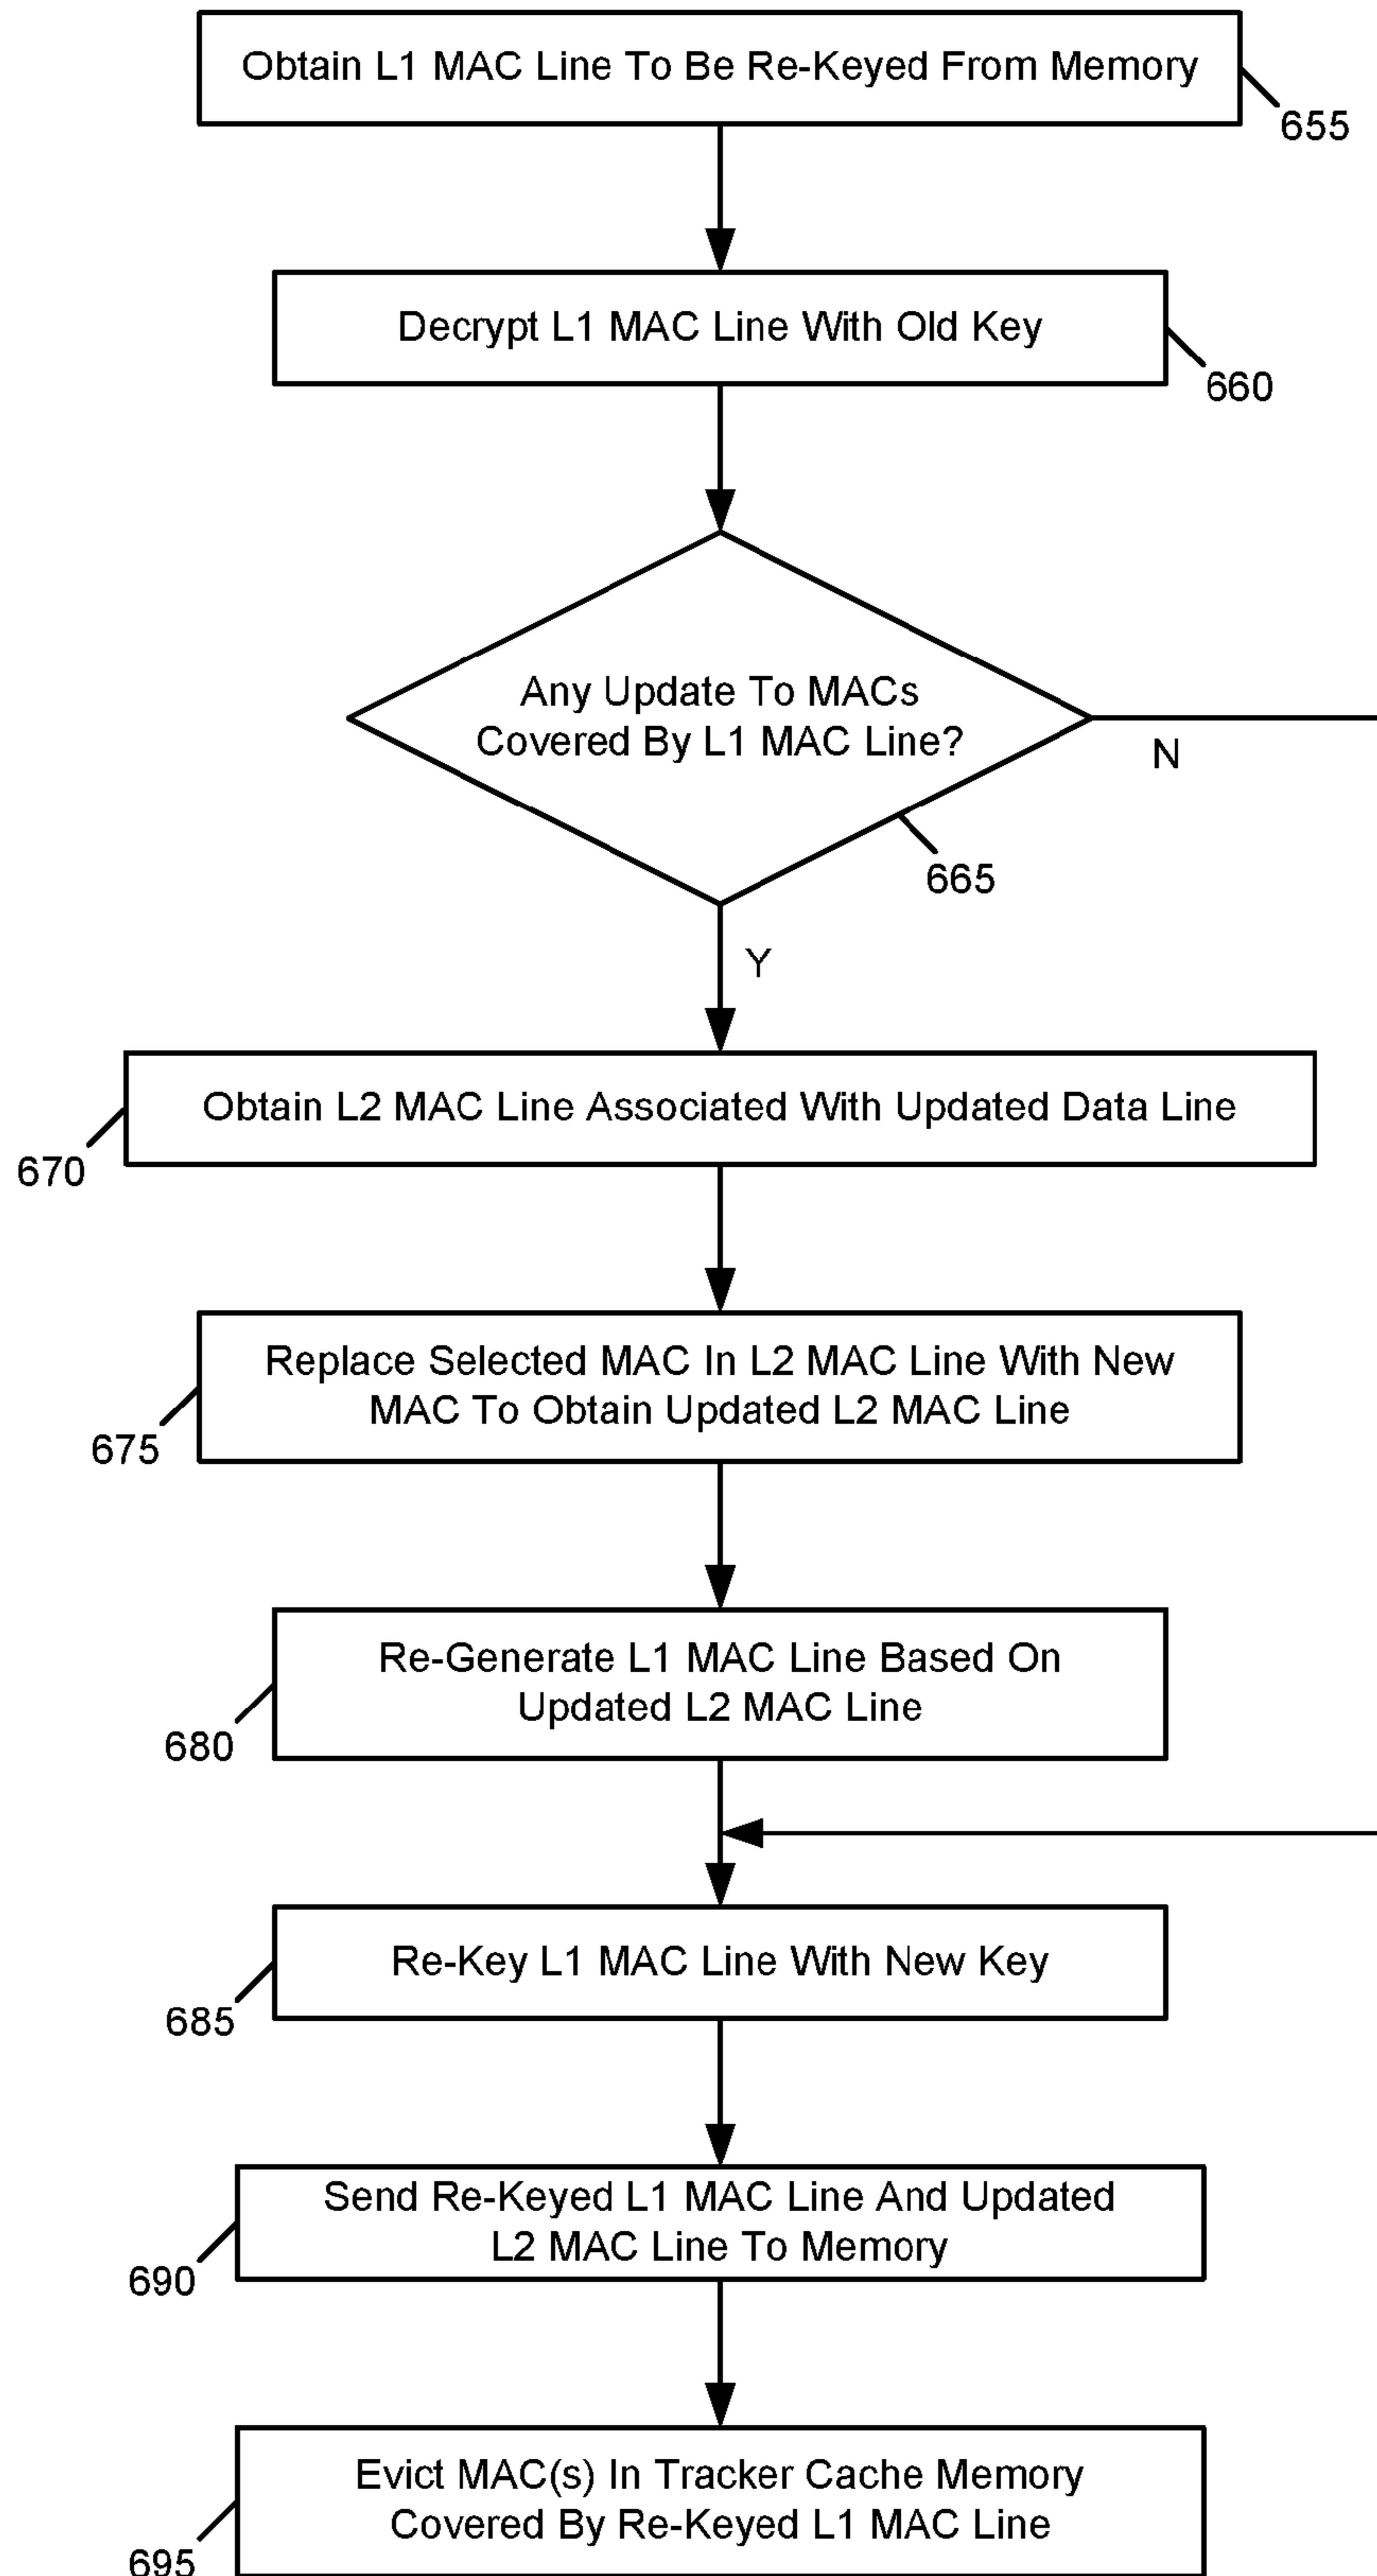 Obtain L1 MAC Line To Be Re-Keyed From Memory
655
Decrypt L1 MAC Line With Old Key
660
Any Update To MACs
Covered By L1 MAC Line?
N
665
Y
Obtain L2 MAC Line Associated With Updated Data Line
670
Replace Selected MAC In L2 MAC Line With New
MAC To Obtain Updated L2 MAC Line
675
Re-Generate L1 MAC Line Based On
Updated L2 MAC Line
680
Re-Key L1 MAC Line With New Key
685
Send Re-Keyed L1 MAC Line And Updated
L2 MAC Line To Memory
690
Evict MAC(s) In Tracker Cache Memory
Covered By Re-Keyed L1 MAC Line
695